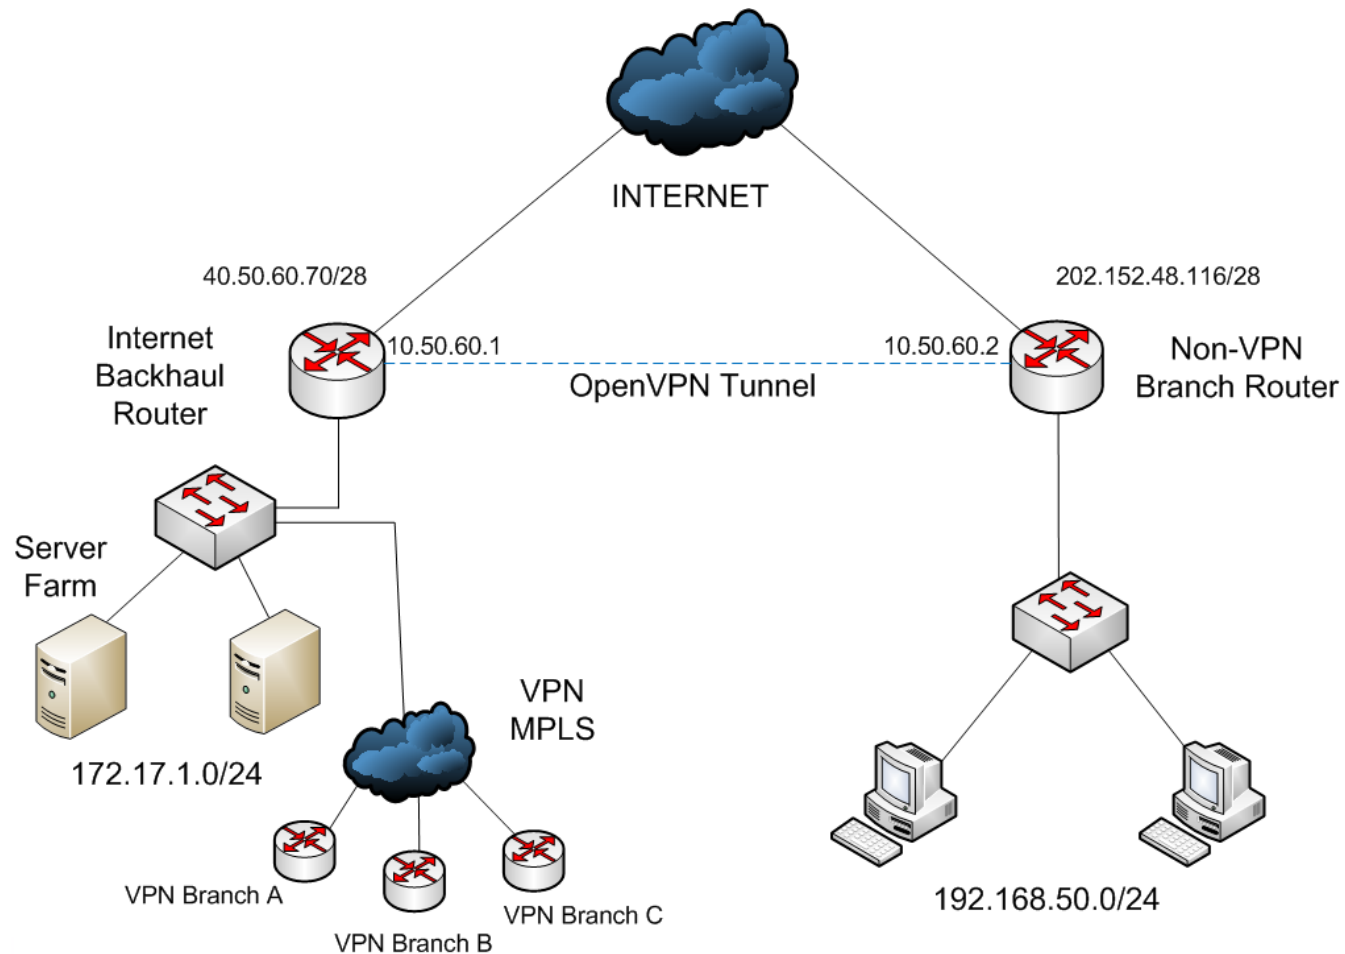 INTERNET
40.50.60.70/28
202.152.48.116/28
Internet
Backhaul
Router
10.50.60.1
10.50.60.2
OpenVPN Tunnel
Non-VPN
Branch Router
Server
Farm
172.17.1.0/24
VPN
MPLS
VPN Branch A
VPN Branch B
VPN Branch C
192.168.50.0/24